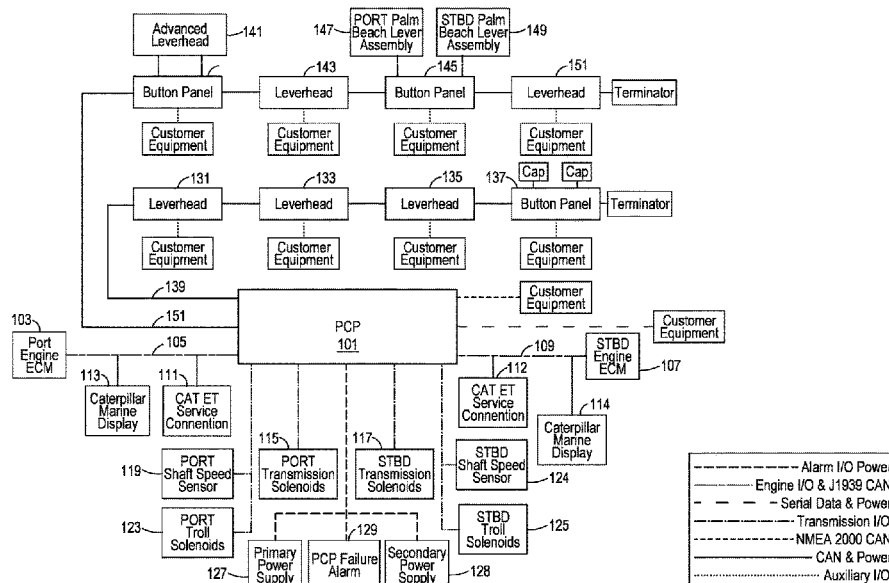 Advanced
Leverhead
141
147
PORT Palm
Beach Lever
Assembly
STBD Palm
Beach Lever
Assembly
149
143
145
151
Button Panel
Leverhead
Button Panel
Leverhead
Terminator
Customer
Equipment
Customer
Equipment
Customer
Equipment
Customer
Equipment
131
133
135
137
Cap
Cap
Leverhead
Leverhead
Leverhead
Button Panel
Terminator
Customer
Equipment
Customer
Equipment
Customer
Equipment
Customer
Equipment
139
151
PCP
101
Customer
Equipment
Customer
Equipment
103
Port
Engine
ECM
105
109
STBD
Engine
ECM
107
113
Caterpillar
Marine
Display
111
CAT ET
Service
Connection
112
CAT ET
Service
Connection
114
Caterpillar
Marine
Display
115
PORT
Transmission
Solenoids
117
STBD
Transmission
Solenoids
119
PORT
Shaft Speed
Sensor
STBD
Shaft Speed
Sensor
124
123
PORT
Troll
Solenoids
STBD
Troll
Solenoids
125
127
Primary
Power
Supply
129
PCP Failure
Alarm
Secondary
Power
Supply
128
Alarm I/O Power
Engine I/O & J1939 CAN
Serial Data & Power
Transmission I/O
NMEA 2000 CAN
CAN & Power
Auxiliary I/O